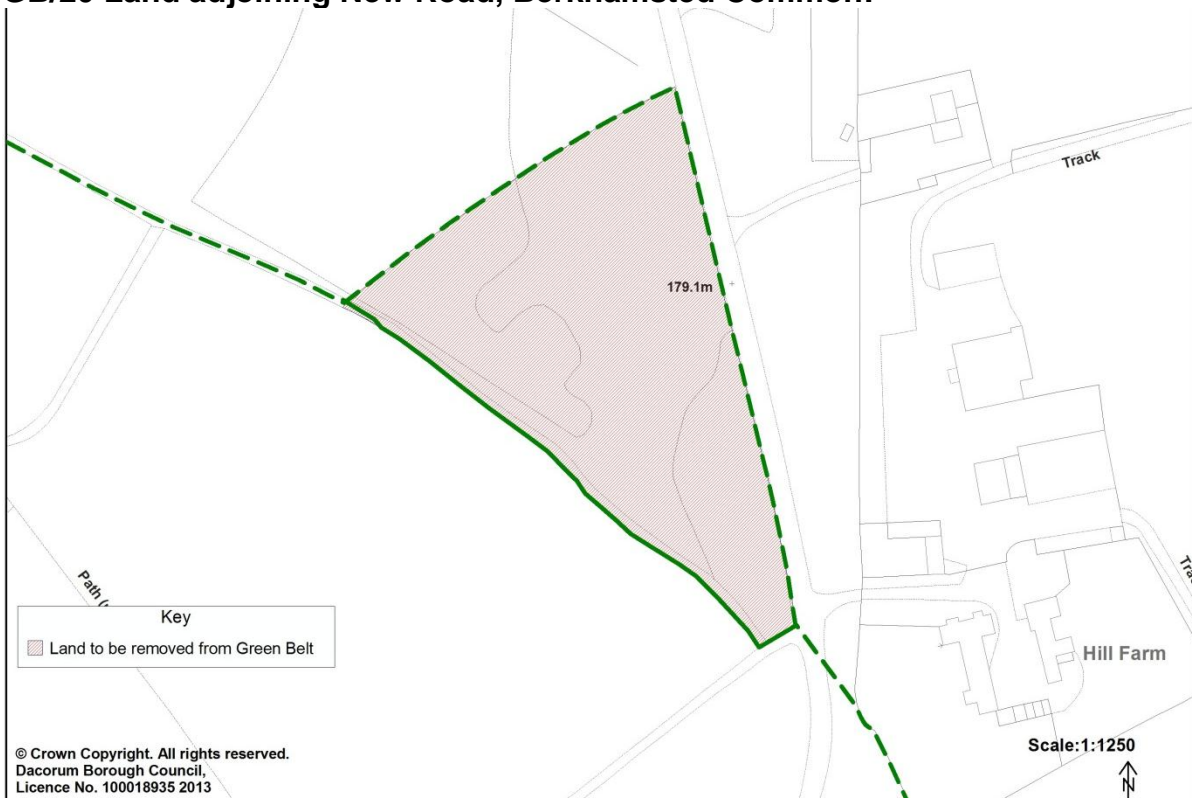 Track
179.1m
Path
Key
Land to be removed from Green Belt
Hill Farm
© Crown Copyright. All rights reserved.
Dacorum Borough Council,
Licence No. 100018935 2013
Scale:1:1250
N